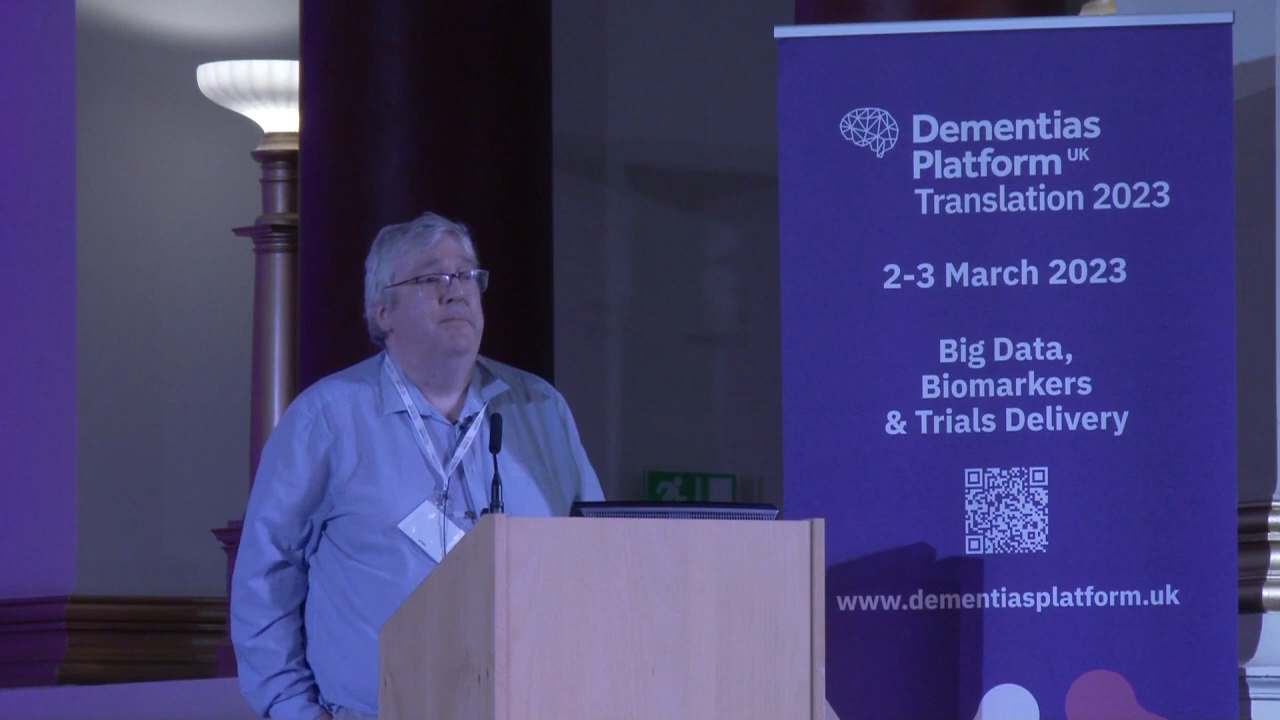 Dementias
Platform UK
Translation 2023
2-3 March 2023
Big Data,
Biomarkers
& Trials Delivery
www.dementiasplatform.uk